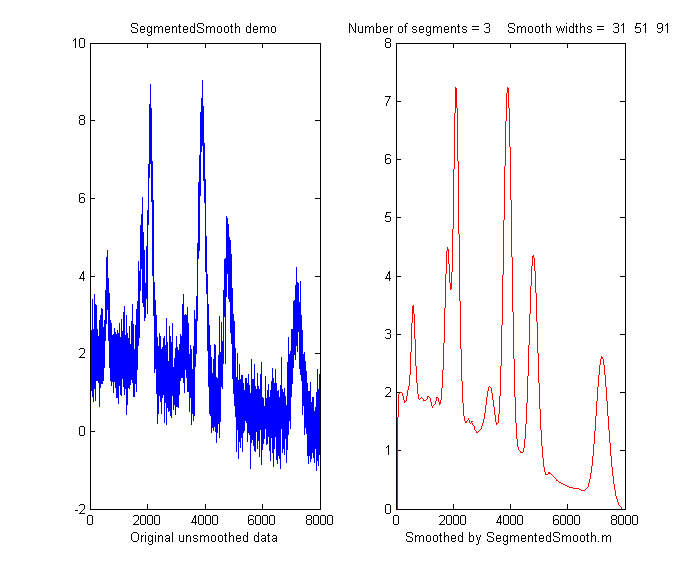 SegmentedSmooth demo
10
8
6
4
2
0
-2
0 2000 4000 6000 8000
Original unsmoothed data
Number of segments = 3 Smooth widths = 31 51 91
8
7
6
5
4
3
2
1
0
0 2000 4000 6000 8000
Smoothed by SegmentedSmooth.m